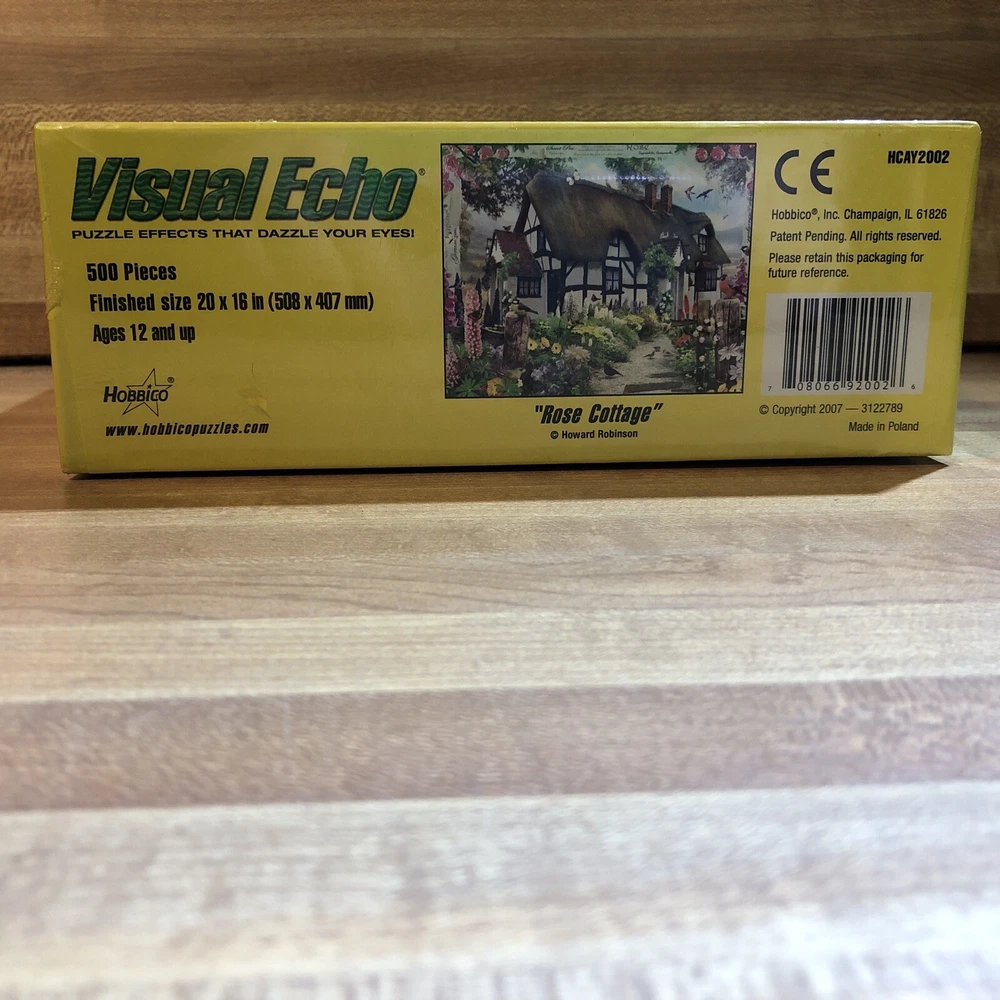 Visual Echo®
PUZZLE EFFECTS THAT DAZZLE YOUR EYES!
500 Pieces
Finished size 20 x 16 in (508 x 407 mm)
Ages 12 and up
HOBBICO®
www.hobbicopuzzles.com
"Rose Cottage"
© Howard Robinson
CE
HCAY2002
Hobbico®, Inc. Champaign, IL 61826
Patent Pending. All rights reserved.
Please retain this packaging for
future reference.
7 08066 92002 6
© Copyright 2007 — 3122789
Made in Poland